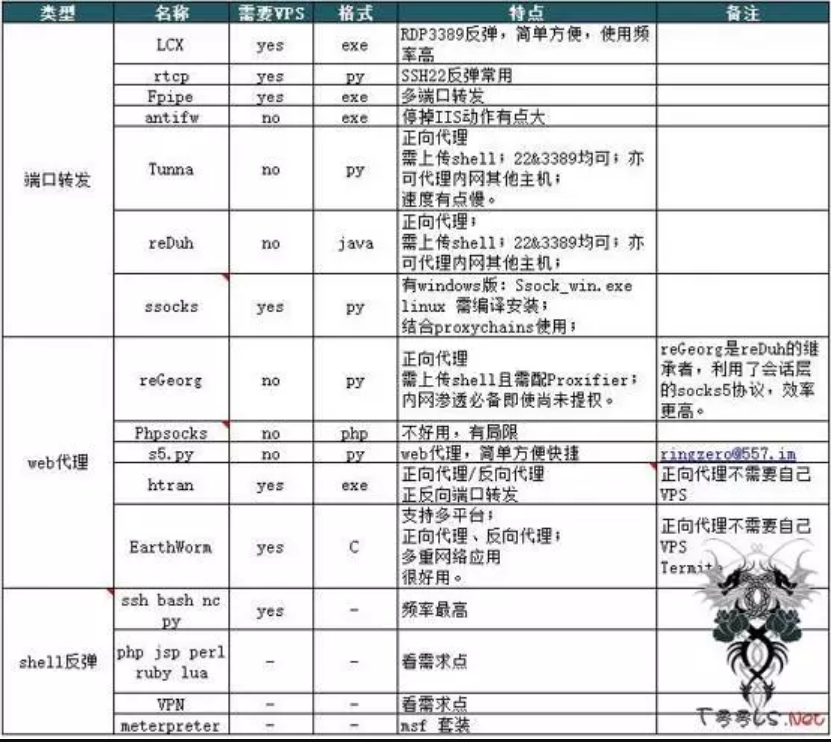 类型 名称 需要VPS 格式 特点 备注
端口转发
LCX yes exe RDP3389反弹，简单方便，使用频
率高
rtcp yes py SSH22反弹常用
Fpipe yes exe 多端口转发
antifw no exe 停掉IIS动作有点大
Tunna no py 正向代理
需上传shell；22&3389均可；亦
可代理内网其他主机；
速度有点慢。
reDuh no java 正向代理；
需上传shell；22&3389均可；亦
可代理内网其他主机；
ssocks yes py 有windows版：Ssock_win.exe
linux 需编译安装；
结合proxychains使用；
web代理
reGeorg no py 正向代理
需上传shell且需配Proxifier；
内网渗透必备即使尚未提权。
reGeorg是reDuh的继
承者，利用了会话层
的socks5协议，效率
更高。
Phpsocks no php 不好用，有局限
s5.py no py web代理，简单方便快捷 ringzero@557.im
htran yes exe 正向代理/反向代理
正反向端口转发
正向代理不需要自己
VPS
EarthWorm yes C 支持多平台；
正向代理、反向代理；
多重网络应用
很好用。
正向代理不需要自己
VPS
Termite
shell反弹
ssh bash nc
py
yes - 频率最高
php jsp perl
ruby lua
- - 看需求点
VPN - - 看需求点
meterpreter - - msf 套装
T00LS.Net